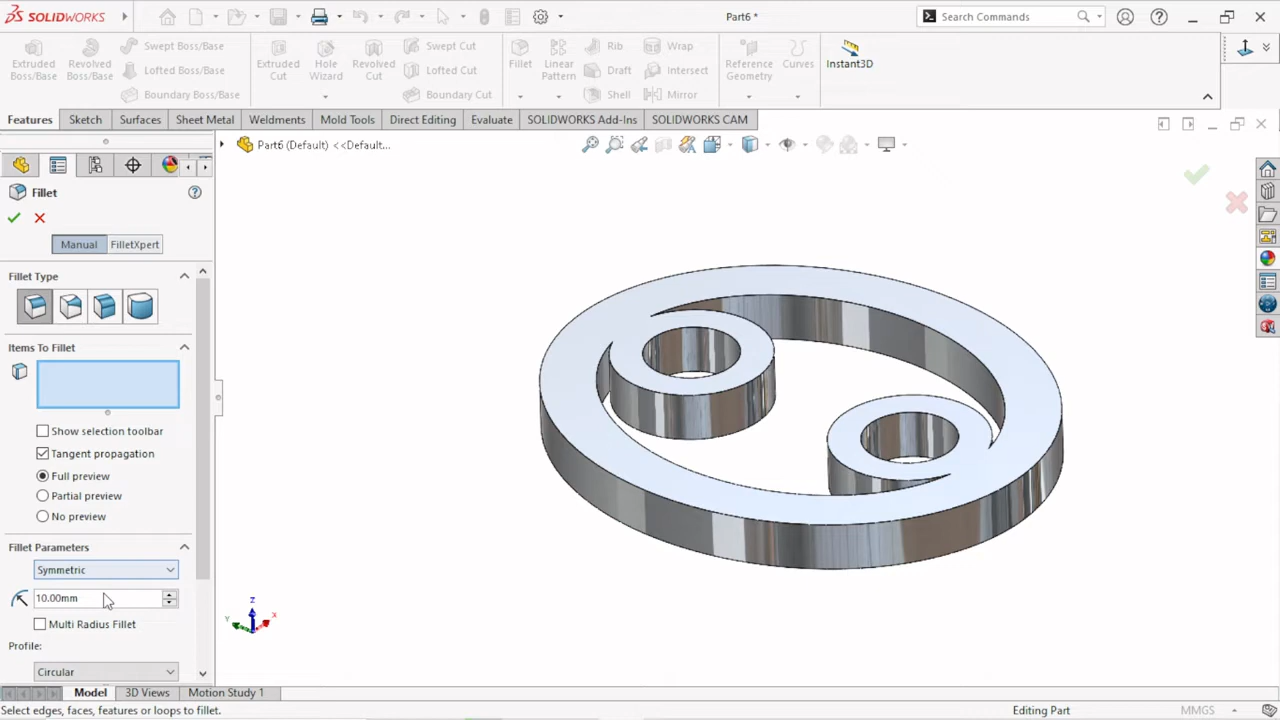 SOLIDWORKS
Part6 *
Search Commands
Extruded Boss/Base
Revolved Boss/Base
Swept Boss/Base
Lofted Boss/Base
Boundary Boss/Base
Extruded Cut
Hole Wizard
Revolved Cut
Swept Cut
Lofted Cut
Boundary Cut
Fillet
Linear Pattern
Rib
Draft
Shell
Wrap
Intersect
Mirror
Reference Geometry
Curves
Instant3D
Features
Sketch
Surfaces
Sheet Metal
Weldments
Mold Tools
Direct Editing
Evaluate
SOLIDWORKS Add-Ins
SOLIDWORKS CAM
Part6 (Default) <<Default...
Fillet
Manual
FilletXpert
Fillet Type
Items To Fillet
Show selection toolbar
Tangent propagation
Full preview
Partial preview
No preview
Fillet Parameters
Symmetric
10.00mm
Multi Radius Fillet
Profile:
Circular
Z
Y
X
Model
3D Views
Motion Study 1
Select edges, faces, features or loops to fillet.
Editing Part
MMGS